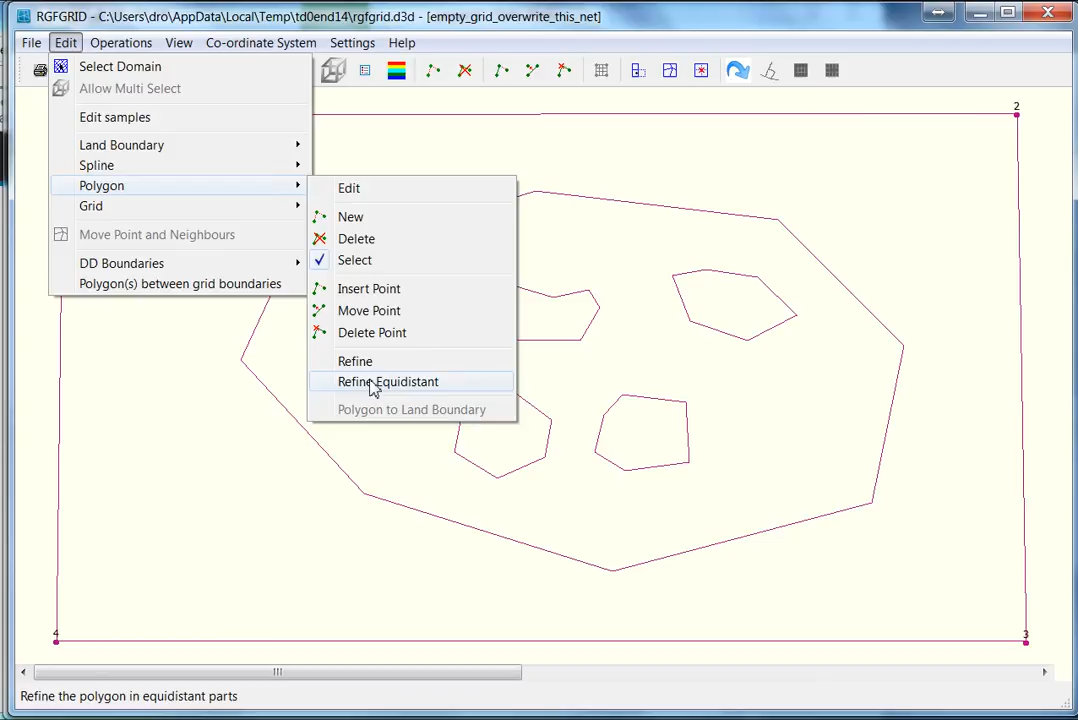 RGFGRID - C:\Users\dro\AppData\Local\Temp\td0end14\rgfgrid.d3d - [empty_grid_overwrite_this_net]
File Edit Operations View Co-ordinate System Settings Help
Select Domain
Allow Multi Select
Edit samples
Land Boundary
Spline
Polygon
Grid
Move Point and Neighbours
DD Boundaries
Polygon(s) between grid boundaries
Edit
New
Delete
Select
Insert Point
Move Point
Delete Point
Refine
Refine Equidistant
Polygon to Land Boundary
2
4
3
Refine the polygon in equidistant parts